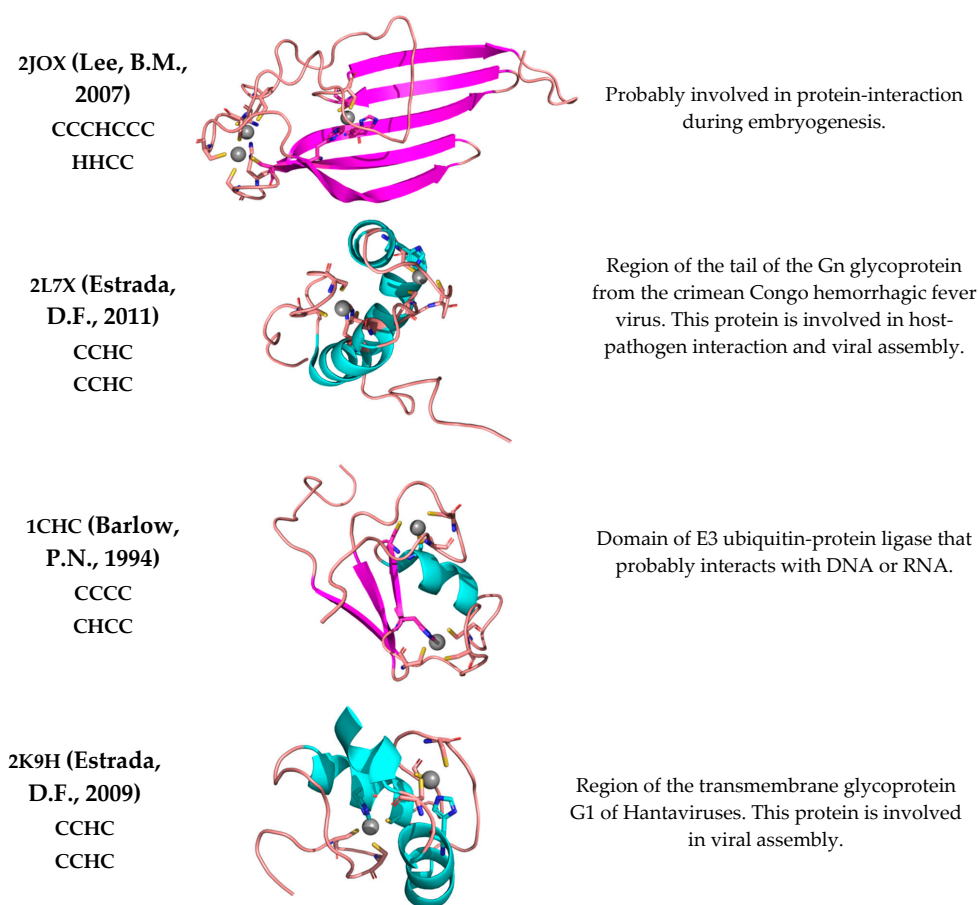 2JOX (Lee, B.M.,
2007)
CCCHCCC
HHCC
Probably involved in protein-interaction
during embryogenesis.
2L7X (Estrada,
D.F., 2011)
CCHC
CCHC
Region of the tail of the Gn glycoprotein
from the crimean Congo hemorrhagic fever
virus. This protein is involved in host-
pathogen interaction and viral assembly.
1CHC (Barlow,
P.N., 1994)
CCCC
CHCC
Domain of E3 ubiquitin-protein ligase that
probably interacts with DNA or RNA.
2K9H (Estrada,
D.F., 2009)
CCHC
CCHC
Region of the transmembrane glycoprotein
G1 of Hantaviruses. This protein is involved
in viral assembly.